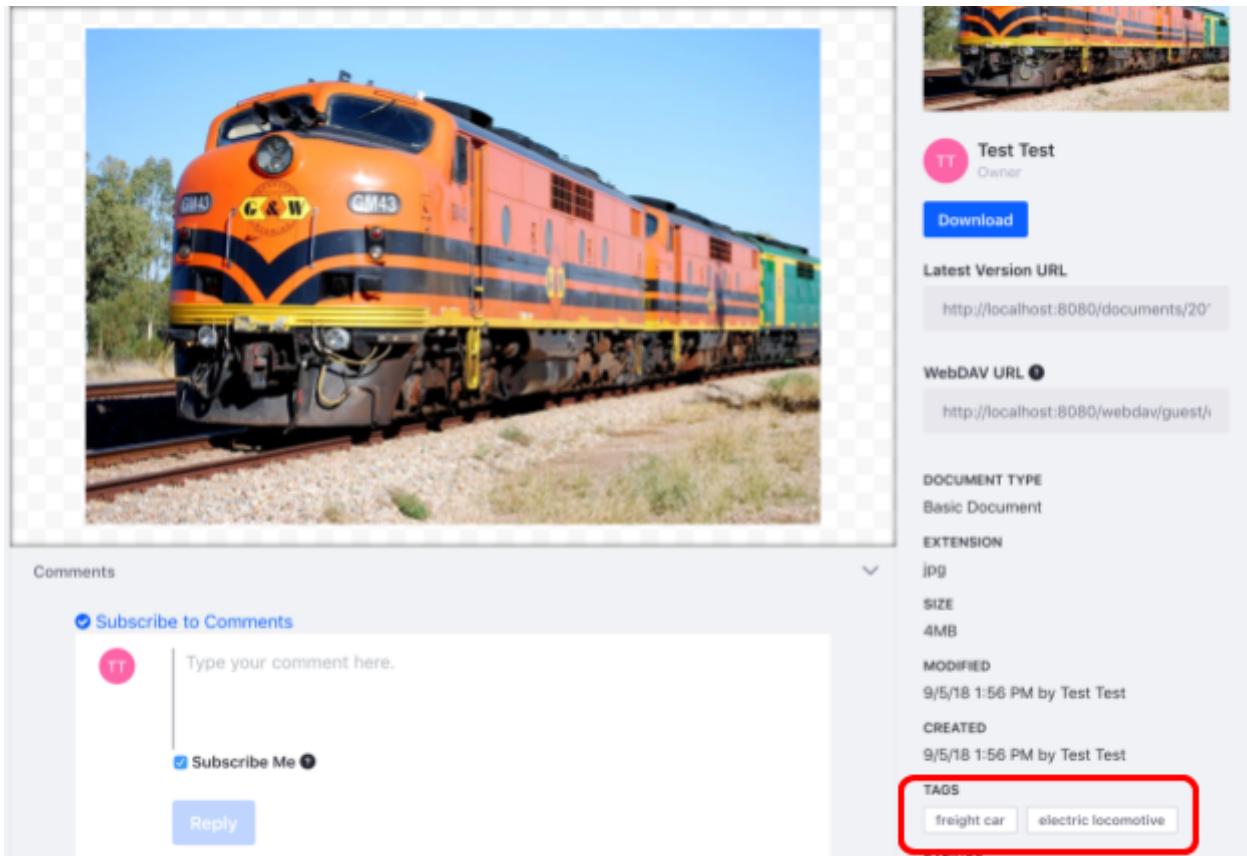 GM43
G & W
GM43
Comments
Subscribe to Comments
TT
Type your comment here.
Subscribe Me
Reply
TT
Test Test
Owner
Download
Latest Version URL
http://localhost:8080/documents/20
WebDAV URL
http://localhost:8080/webdav/guest/
DOCUMENT TYPE
Basic Document
EXTENSION
jpg
SIZE
4MB
MODIFIED
9/5/18 1:56 PM by Test Test
CREATED
9/5/18 1:56 PM by Test Test
TAGS
freight car electric locomotive